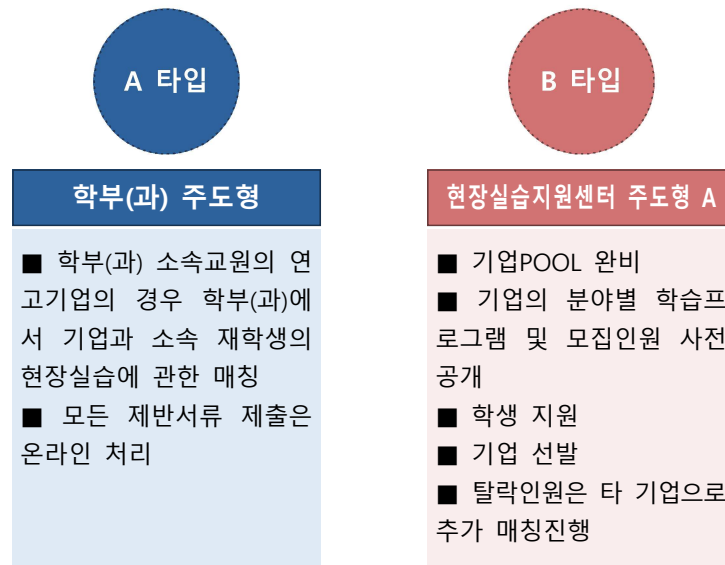 A 타입
학부(과) 주도형
■ 학부(과) 소속교원의 연
고기업의 경우 학부(과)에
서 기업과 소속 재학생의
현장실습에 관한 매칭
■ 모든 제반서류 제출은
온라인 처리
B 타입
현장실습지원센터 주도형 A
■ 기업POOL 완비
■ 기업의 분야별 학습프
로그램 및 모집인원 사전
공개
■ 학생 지원
■ 기업 선발
■ 탈락인원은 타 기업으로
추가 매칭진행